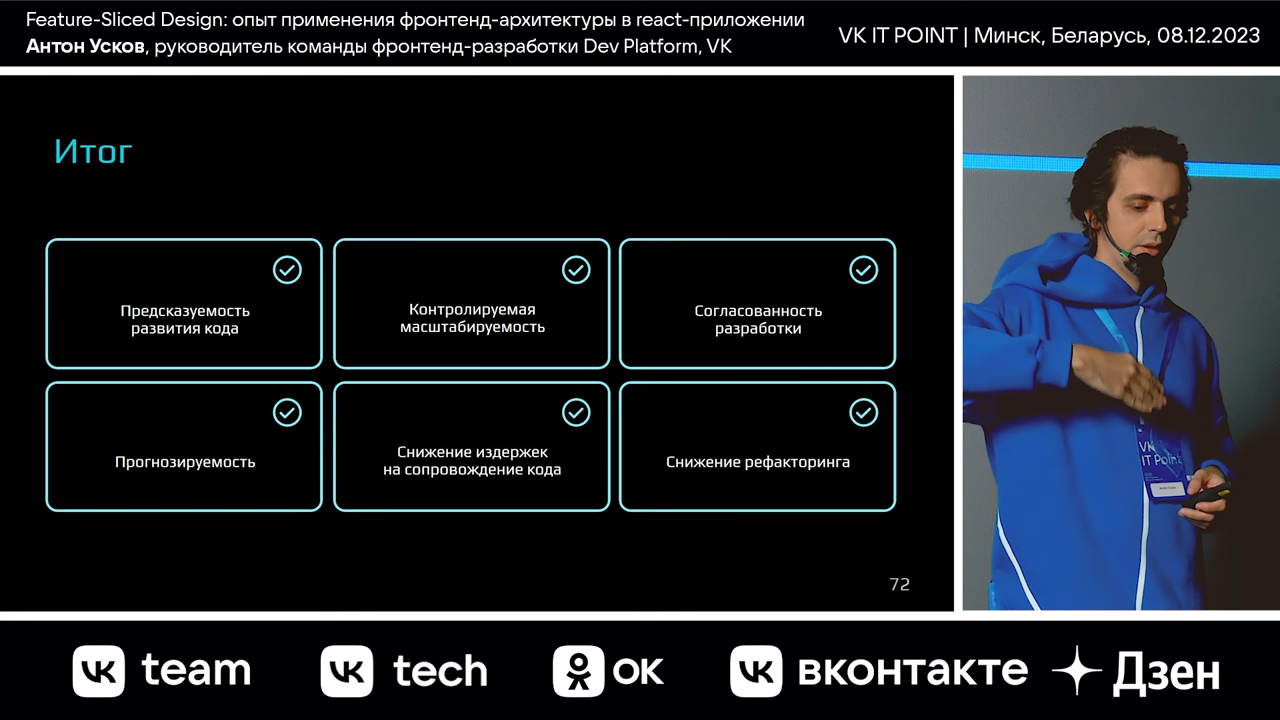 Feature-Sliced Design: опыт применения фронтенд-архитектуры в react-приложении
Антон Усков, руководитель команды фронтенд-разработки Dev Platform, VK
VK IT POINT | Минск, Беларусь, 08.12.2023
Итог
Предсказуемость
развития кода
Контролируемая
масштабируемость
Согласованность
разработки
Прогнозируемость
Снижение издержек
на сопровождение кода
Снижение рефакторинга
72
VK
IT Point
team
tech
ок
вконтакте
Дзен